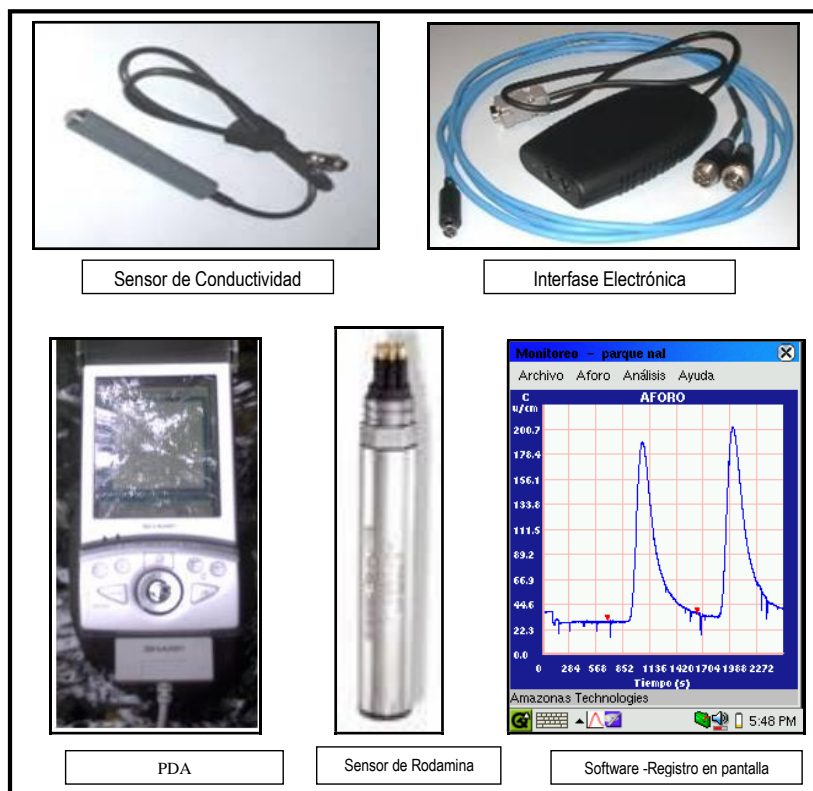 Sensor de Conductividad
Interfase Electrónica
Monitoreo - parque nal
Archivo Aforo Análisis Ayuda
C
u/cm
AFORO
200.7
178.4
156.1
133.8
111.5
89.2
66.9
44.6
22.3
0.0
0 284 568 852 1136 1420 1704 1988 2272
Tiempo (s)
Amazonas Technologies
5:48 PM
SHARP
SHARP
PDA
Sensor de Rodamina
Software -Registro en pantalla